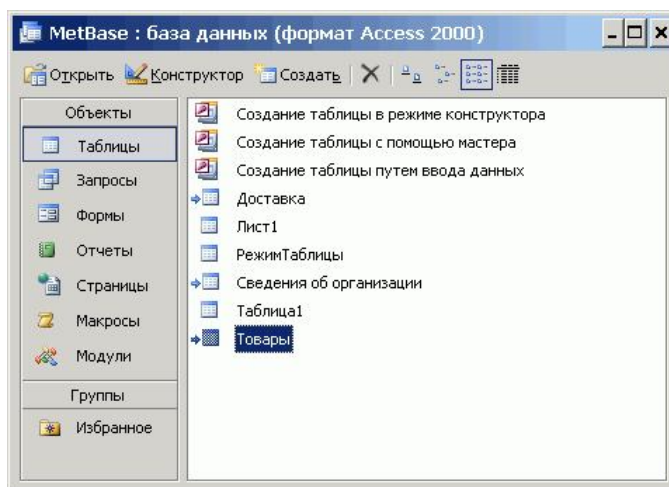 MetBase : база данных (формат Access 2000)
Открыть Конструктор Создать
Объекты
Таблицы
Запросы
Формы
Отчеты
Страницы
Макросы
Модули
Группы
Избранное
Создание таблицы в режиме конструктора
Создание таблицы с помощью мастера
Создание таблицы путем ввода данных
Доставка
Лист1
РежимТаблицы
Сведения об организации
Таблица1
Товары